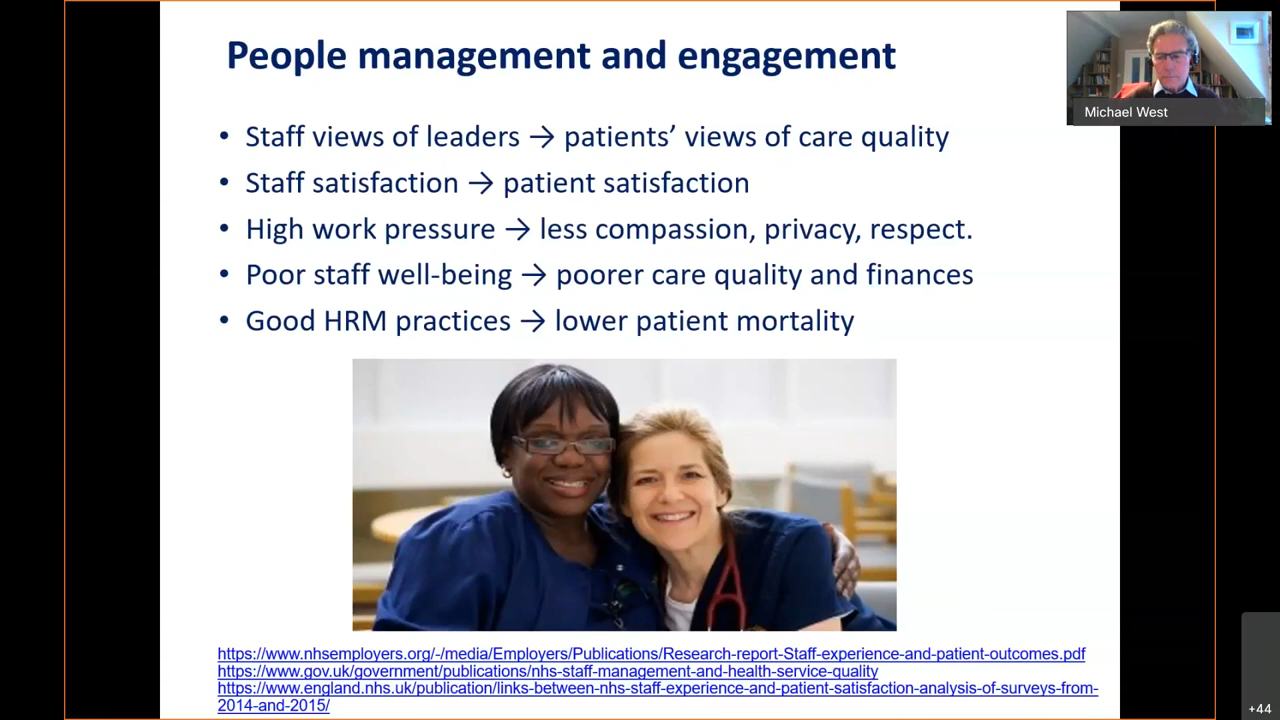 People management and engagement
Michael West
• Staff views of leaders → patients’ views of care quality
• Staff satisfaction → patient satisfaction
• High work pressure → less compassion, privacy, respect.
• Poor staff well-being → poorer care quality and finances
• Good HRM practices → lower patient mortality
https://www.nhsemployers.org/-/media/Employers/Publications/Research-report-Staff-experience-and-patient-outcomes.pdf
https://www.gov.uk/government/publications/nhs-staff-management-and-health-service-quality
https://www.england.nhs.uk/publication/links-between-nhs-staff-experience-and-patient-satisfaction-analysis-of-surveys-from-
2014-and-2015/
+44